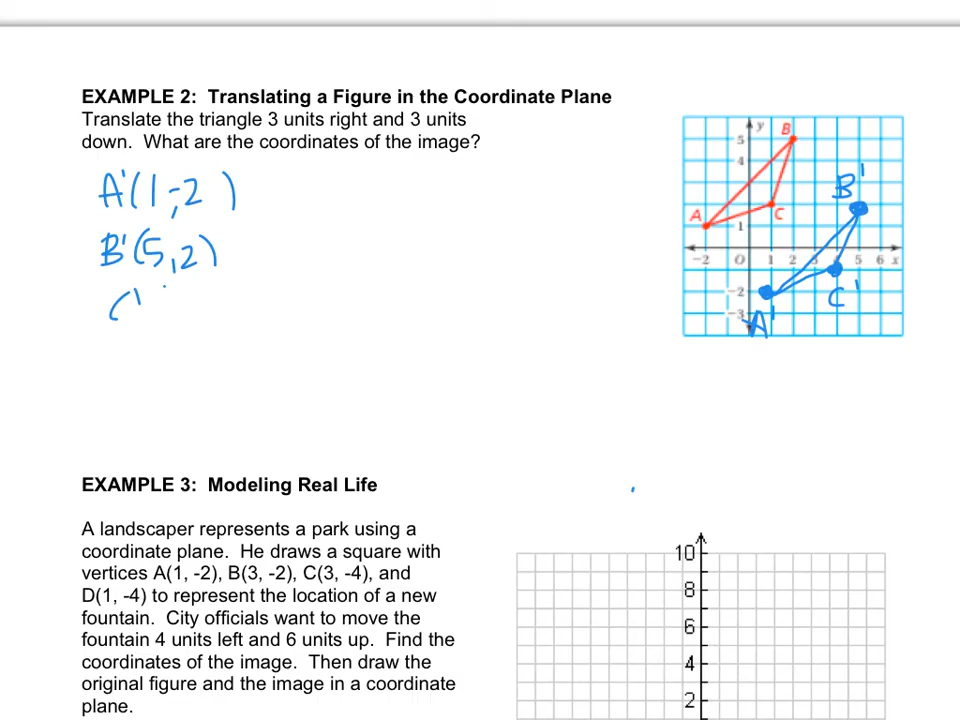 EXAMPLE 2: Translating a Figure in the Coordinate Plane
Translate the triangle 3 units right and 3 units
down. What are the coordinates of the image?
A'(1,-2)
B'(5,2)
C'
y
B
5
4
B'
A
C
1
-2
O
1
2
3
4
5
6
x
-2
C'
-3
A'
EXAMPLE 3: Modeling Real Life
A landscaper represents a park using a
coordinate plane. He draws a square with
vertices A(1, -2), B(3, -2), C(3, -4), and
D(1, -4) to represent the location of a new
fountain. City officials want to move the
fountain 4 units left and 6 units up. Find the
coordinates of the image. Then draw the
original figure and the image in a coordinate
plane.
10
8
6
4
2